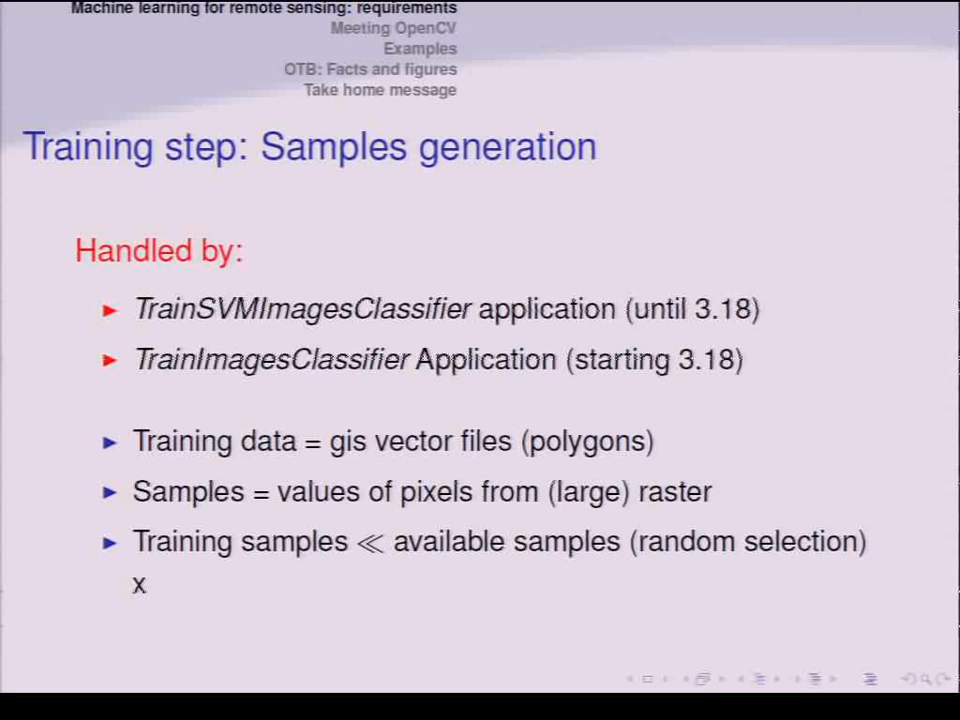 Machine learning for remote sensing: requirements
Meeting OpenCV
Examples
OTB: Facts and figures
Take home message
Training step: Samples generation
Handled by:
TrainSVMImagesClassifier application (until 3.18)
TrainImagesClassifier Application (starting 3.18)
Training data = gis vector files (polygons)
Samples = values of pixels from (large) raster
Training samples ≪ available samples (random selection)
x